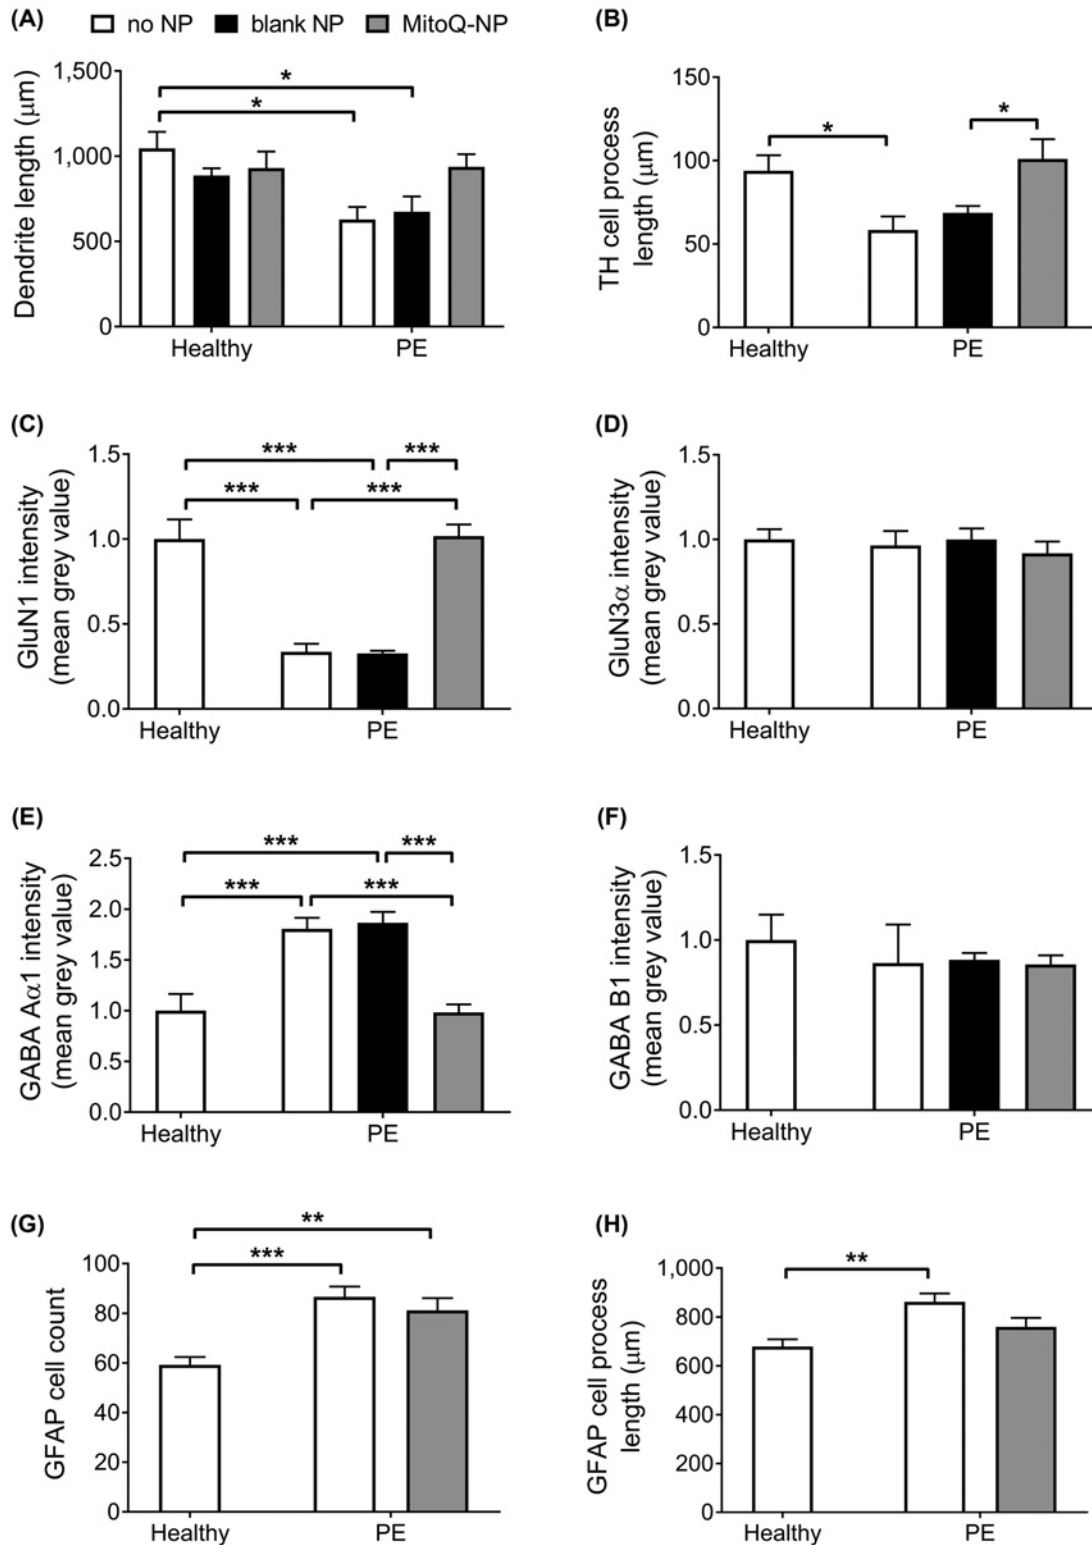 (A) no NP blank NP MitoQ-NP
Dendrite length (μm)
1,500
1,000
500
0
* 
*
Healthy PE
(B)
TH cell process
length (μm)
150
100
50
0
*
*
Healthy PE
(C)
GluN1 intensity
(mean grey value)
1.5
1.0
0.5
0.0
*** ***
*** ***
Healthy PE
(D)
GluN3α intensity
(mean grey value)
1.5
1.0
0.5
0.0
Healthy PE
(E)
GABA Aα1 intensity
(mean grey value)
2.5
2.0
1.5
1.0
0.5
0.0
*** ***
*** ***
Healthy PE
(F)
GABA B1 intensity
(mean grey value)
1.5
1.0
0.5
0.0
Healthy PE
(G)
GFAP cell count
100
80
60
40
20
0
**
***
Healthy PE
(H)
GFAP cell process
length (μm)
1,000
800
600
400
200
0
**
Healthy PE